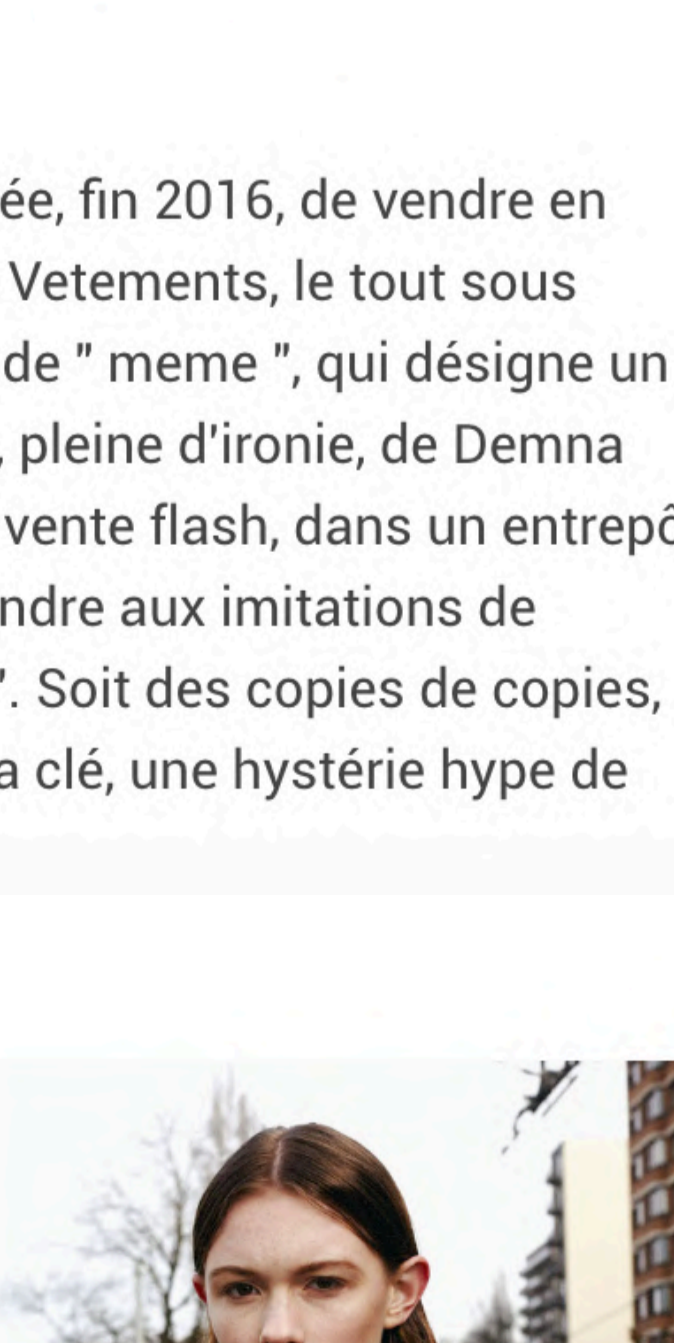 ée, fin 2016, de vendre en
Vetements, le tout sous
de " meme ", qui désigne un
, pleine d'ironie, de Demna
vente flash, dans un entrepô
ndre aux imitations de
". Soit des copies de copies,
a clé, une hystérie hype de